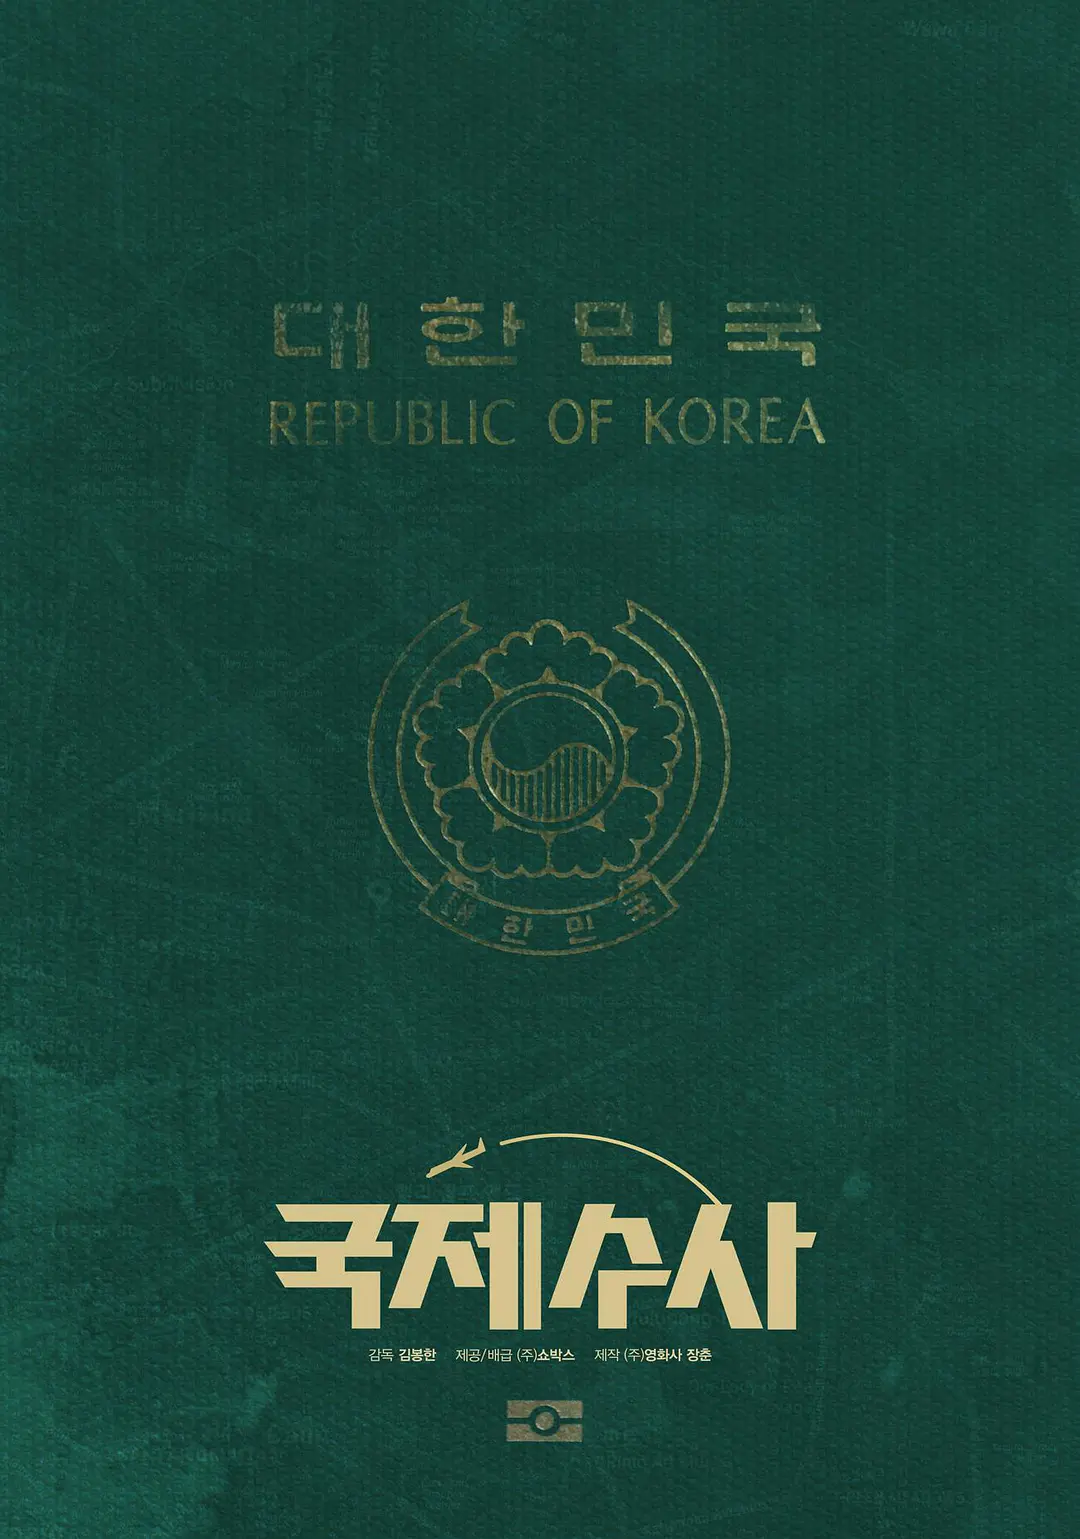 대한민국
REPUBLIC OF KOREA
대한민국
국제수사
감독 김봉한 제공/배급 (주)쇼박스 제작 (주)영화사 장춘